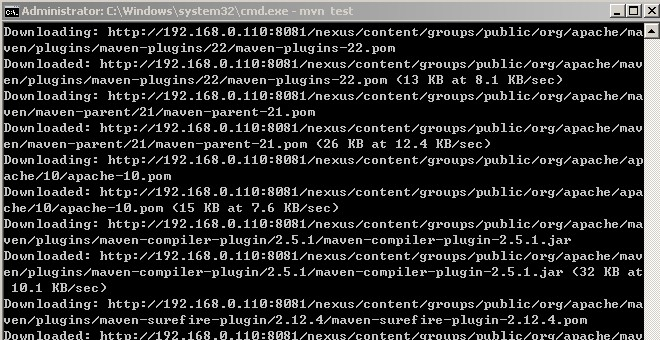 Administrator: C:\Windows\system32\cmd.exe - mvn test
Downloading: http://192.168.0.110:8081/nexus/content/groups/public/org/apache/ma
ven/plugins/maven-plugins/22/maven-plugins-22.pom
Downloaded: http://192.168.0.110:8081/nexus/content/groups/public/org/apache/mav
en/plugins/maven-plugins/22/maven-plugins-22.pom (13 KB at 8.1 KB/sec)
Downloading: http://192.168.0.110:8081/nexus/content/groups/public/org/apache/ma
ven/maven-parent/21/maven-parent-21.pom
Downloaded: http://192.168.0.110:8081/nexus/content/groups/public/org/apache/mav
en/maven-parent/21/maven-parent-21.pom (26 KB at 12.4 KB/sec)
Downloading: http://192.168.0.110:8081/nexus/content/groups/public/org/apache/ap
ache/10/apache-10.pom
Downloaded: http://192.168.0.110:8081/nexus/content/groups/public/org/apache/apa
che/10/apache-10.pom (15 KB at 7.6 KB/sec)
Downloading: http://192.168.0.110:8081/nexus/content/groups/public/org/apache/ma
ven/plugins/maven-compiler-plugin/2.5.1/maven-compiler-plugin-2.5.1.jar
Downloaded: http://192.168.0.110:8081/nexus/content/groups/public/org/apache/mav
en/plugins/maven-compiler-plugin/2.5.1/maven-compiler-plugin-2.5.1.jar (32 KB at
 10.1 KB/sec)
Downloading: http://192.168.0.110:8081/nexus/content/groups/public/org/apache/ma
ven/plugins/maven-surefire-plugin/2.12.4/maven-surefire-plugin-2.12.4.pom
Downloaded: http://192.168.0.110:8081/nexus/content/groups/public/org/apache/mav